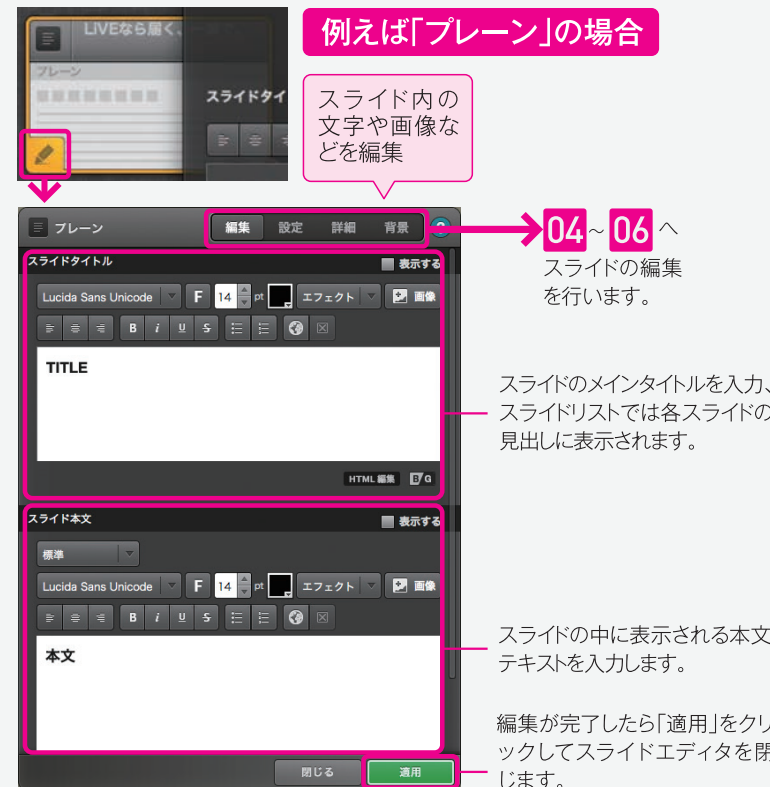 LIVEなら届く、
プレーン
スライドタイ
例えば「プレーン」の場合
スライド内の
文字や画像な
どを編集
プレーン
編集 設定 詳細 背景
04~06へ
スライドの編集
を行います。
スライドタイトル
表示する
Lucida Sans Unicode F 14 pt エフェクト 画像
B i U S
TITLE
HTML 編集 B/G
スライドのメインタイトルを入力、
スライドリストでは各スライドの
見出しに表示されます。
スライド本文
表示する
標準
Lucida Sans Unicode F 14 pt エフェクト 画像
B i U S
本文
スライドの中に表示される本文
テキストを入力します。
閉じる 適用
編集が完了したら「適用」をクリ
ックしてスライドエディタを閉
じます。